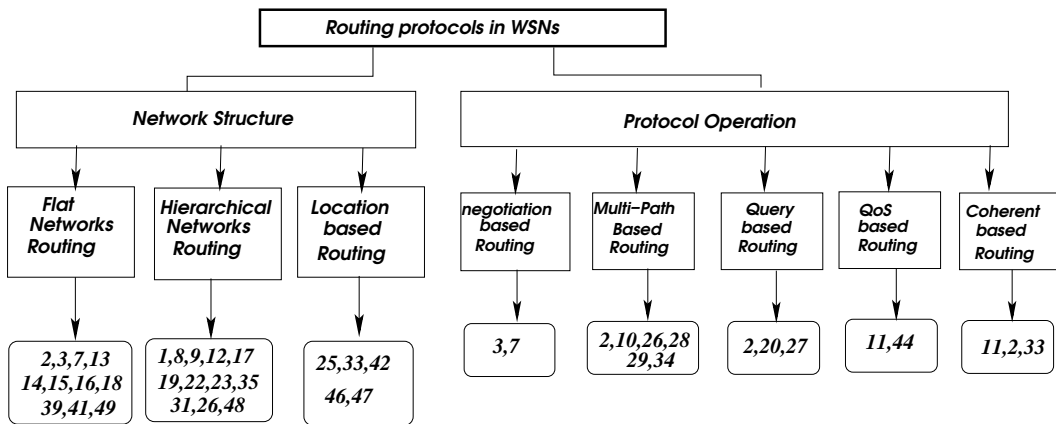 Routing protocols in WSNs
Network Structure
Protocol Operation
Flat
Networks
Routing
Hierarchical
Networks
Routing
Location
based
Routing
negotiation
based
Routing
Multi-Path
Based
Routing
Query
based
Routing
QoS
based
Routing
Coherent
based
Routing
2,3,7,13
14,15,16,18
39,41,49
1,8,9,12,17
19,22,23,35
31,26,48
25,33,42
46,47
3,7
2,10,26,28
29,34
2,20,27
11,44
11,2,33